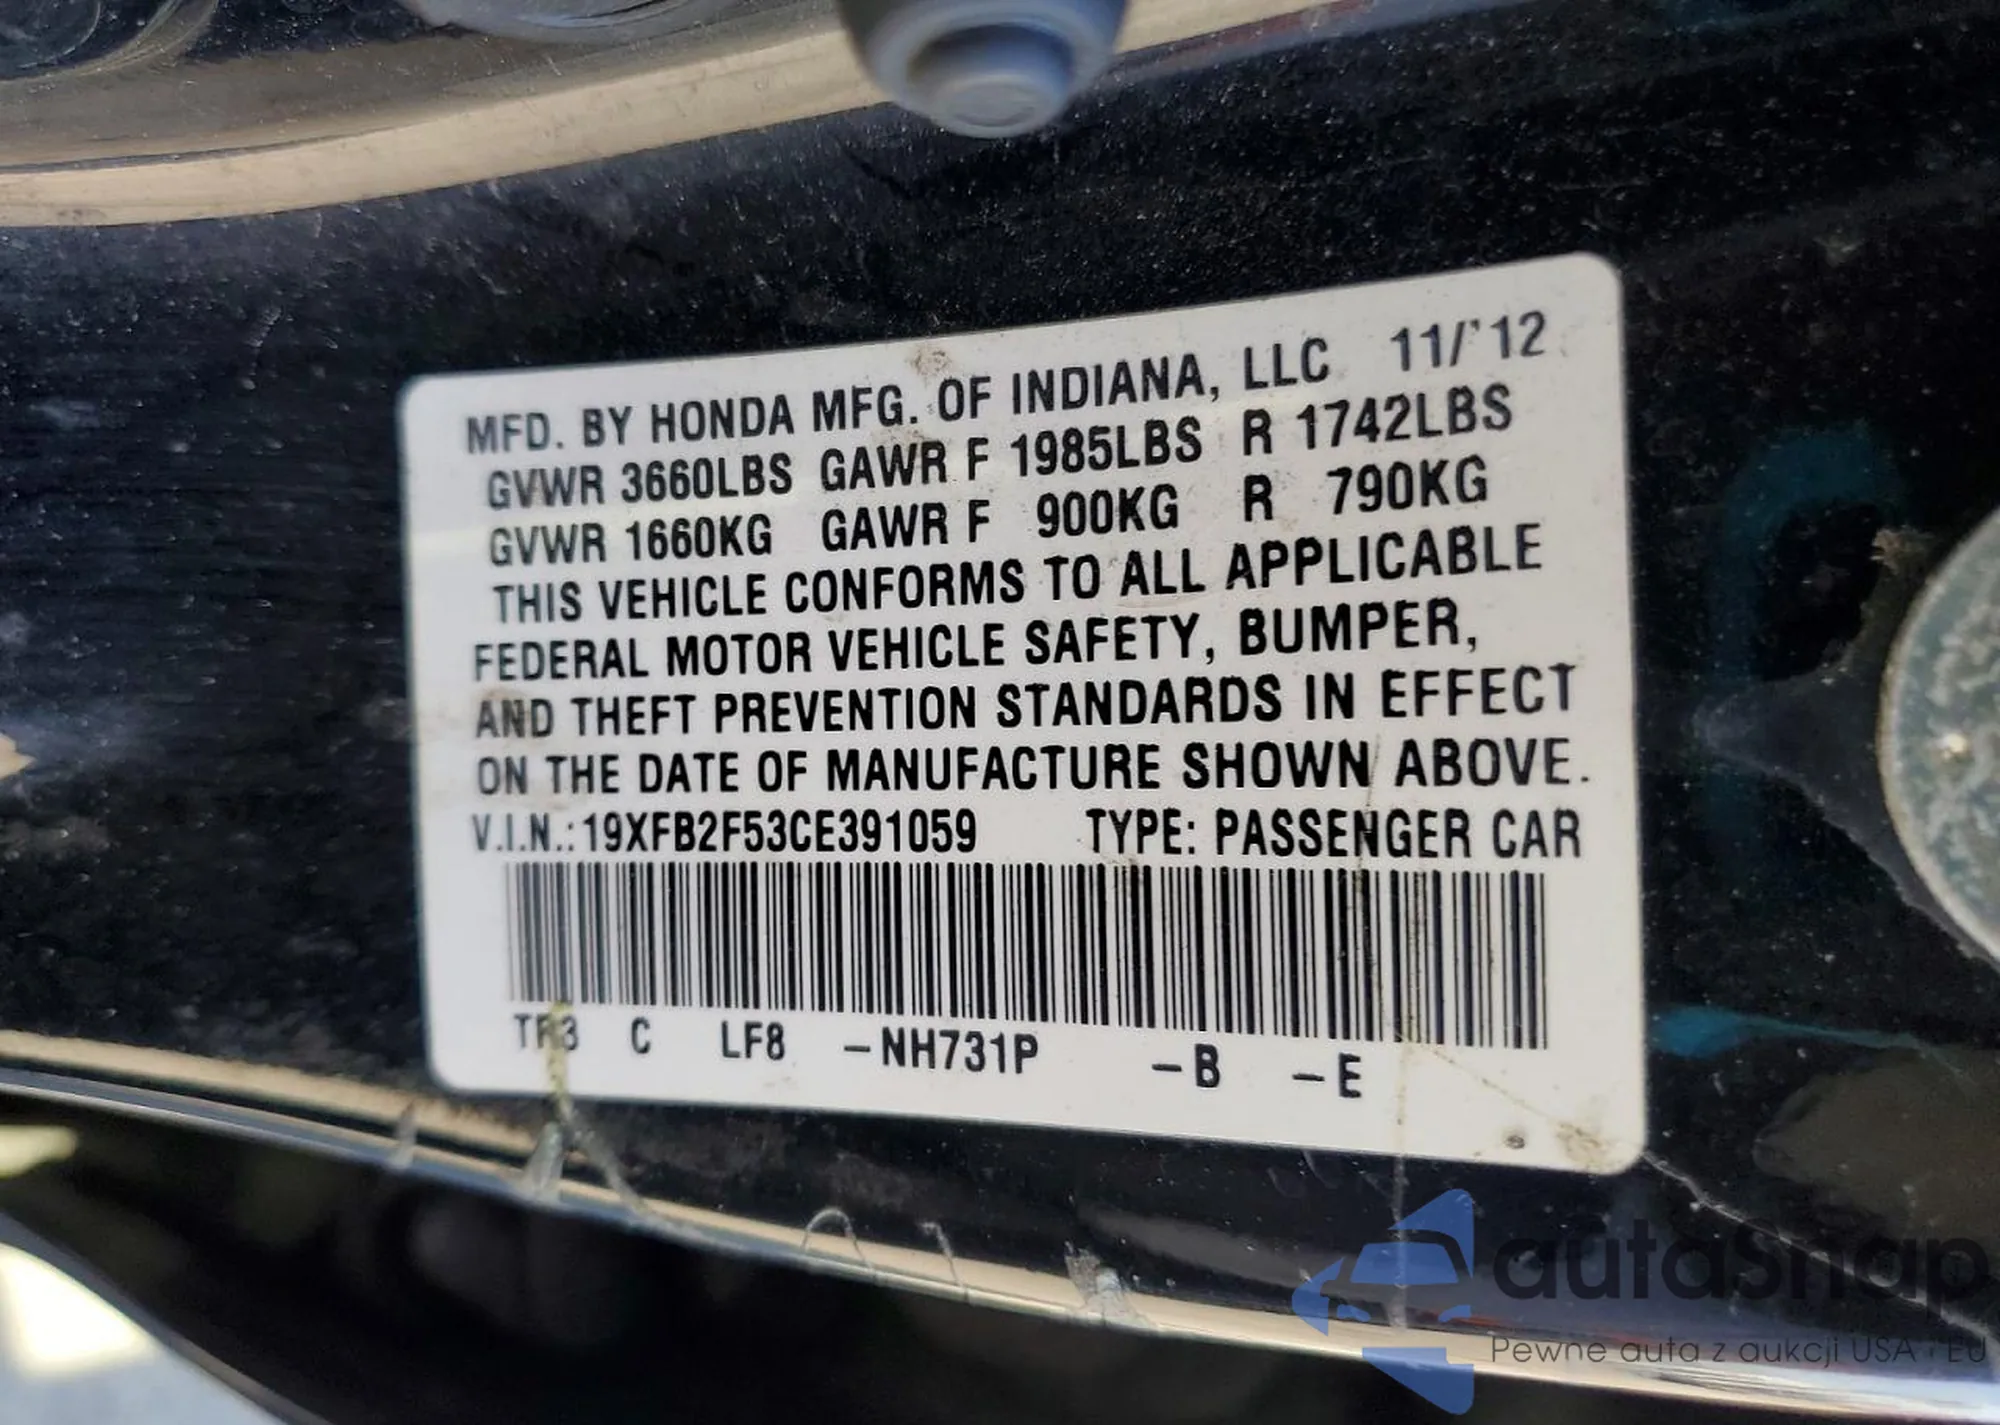 MFD. BY HONDA MFG. OF INDIANA, LLC 11/'12
GVWR 3660LBS GAWR F 1985LBS R 1742LBS
GVWR 1660KG GAWR F 900KG R 790KG
THIS VEHICLE CONFORMS TO ALL APPLICABLE
FEDERAL MOTOR VEHICLE SAFETY, BUMPER,
AND THEFT PREVENTION STANDARDS IN EFFECT
ON THE DATE OF MANUFACTURE SHOWN ABOVE.
V.I.N.: 19XFB2F53CE391059 TYPE: PASSENGER CAR
TR3 C LF8 -NH731P -B -E
autaSnap
Pewne auta z aukcji USA i EU